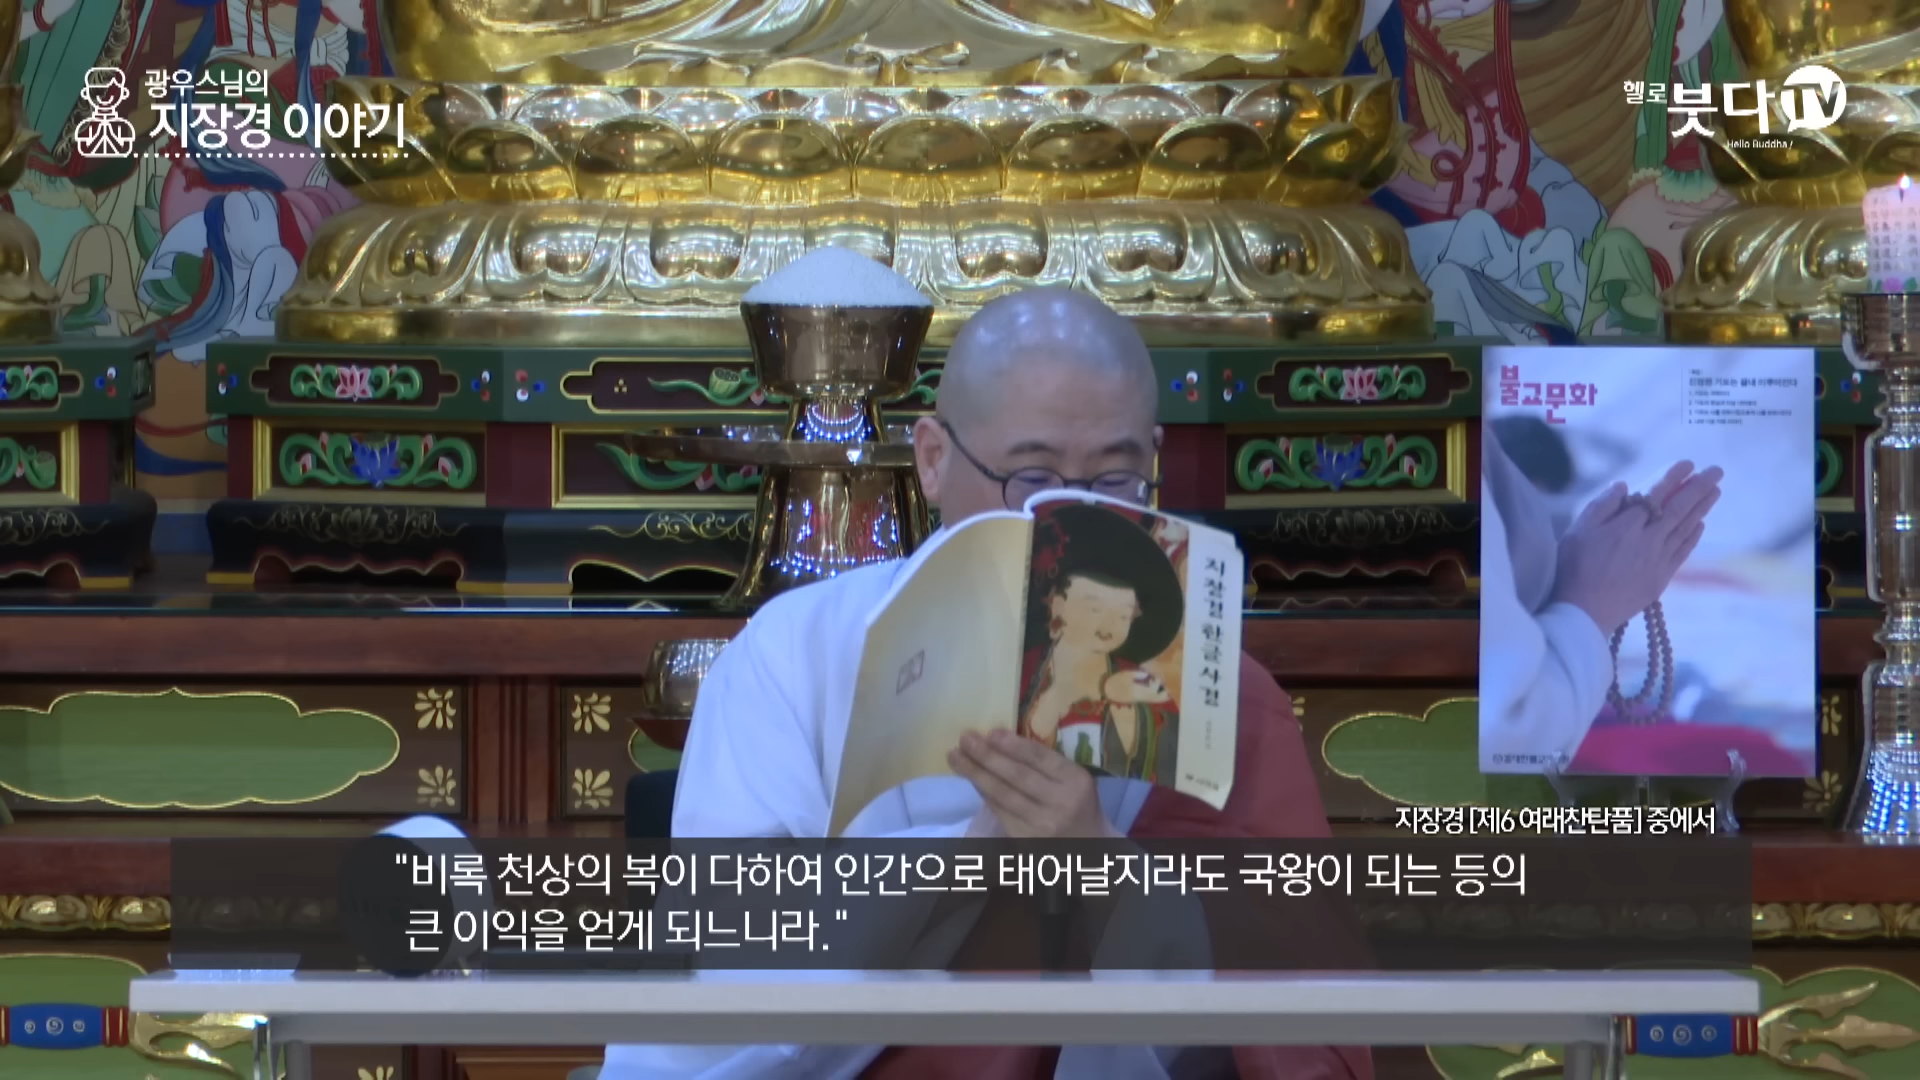 광우스님의
지장경 이야기
헬로붓다TV
Hello Buddha!
불교문화
지장경 한글사경
지장경 [제6 여래찬탄품] 중에서
"비록 천상의 복이 다하여 인간으로 태어날지라도 국왕이 되는 등의
큰 이익을 얻게 되느니라."